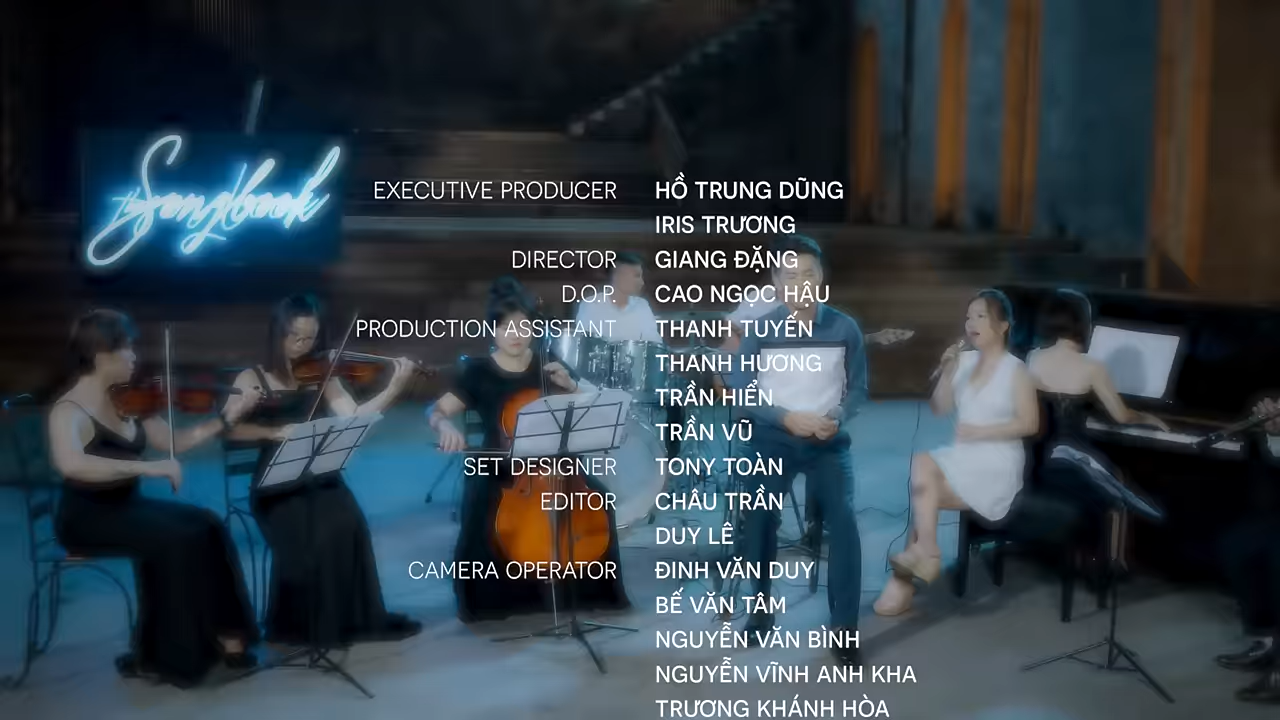 Songbook
EXECUTIVE PRODUCER HỒ TRUNG DŨNG
IRIS TRƯƠNG
DIRECTOR GIANG ĐẶNG
D.O.P. CAO NGỌC HẬU
PRODUCTION ASSISTANT THANH TUYẾN
THANH HƯƠNG
TRẦN HIỂN
TRẦN VŨ
SET DESIGNER TONY TOÀN
EDITOR CHÂU TRẦN
DUY LÊ
CAMERA OPERATOR ĐINH VĂN DUY
BẾ VĂN TÂM
NGUYỄN VĂN BÌNH
NGUYỄN VĨNH ANH KHA
TRƯƠNG KHÁNH HÒA